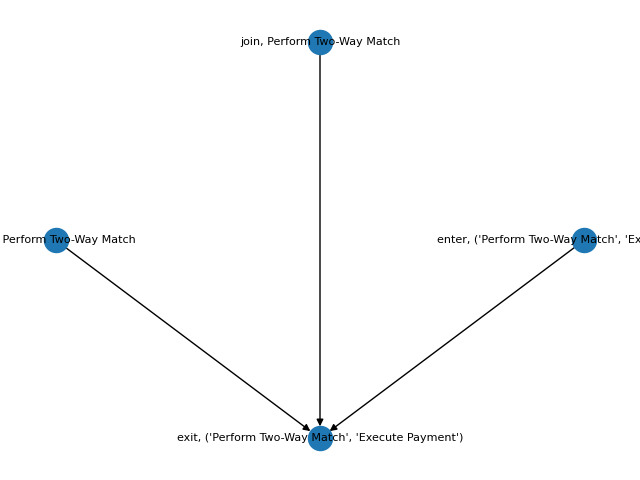 join, Perform Two-Way Match
Perform Two-Way Match
enter, ('Perform Two-Way Match', 'Ex
exit, ('Perform Two-Way Match', 'Execute Payment')